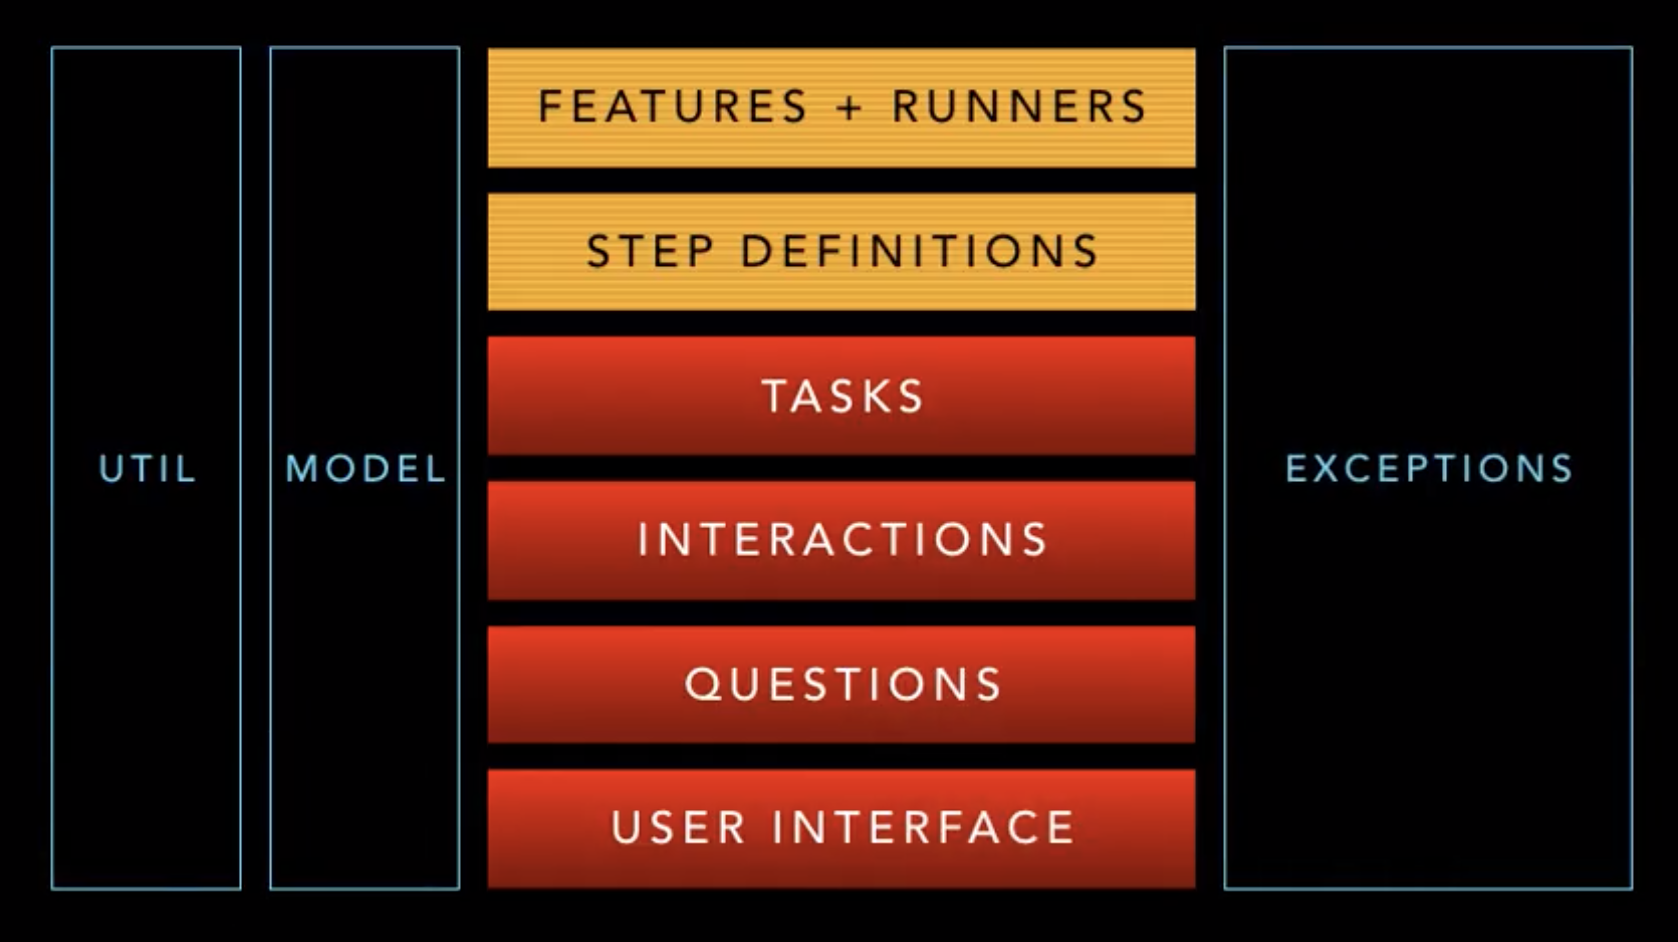 UTIL
MODEL
FEATURES + RUNNERS
STEP DEFINITIONS
TASKS
INTERACTIONS
QUESTIONS
USER INTERFACE
EXCEPTIONS